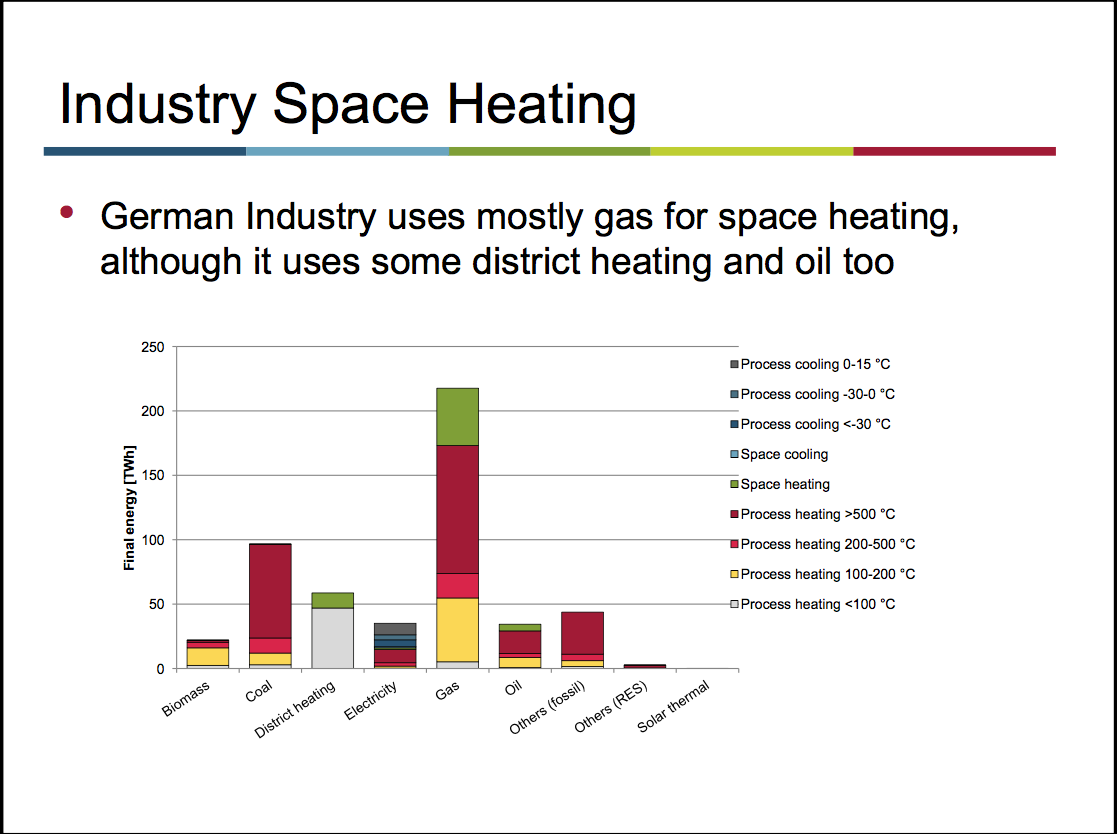 Industry Space Heating
• German Industry uses mostly gas for space heating,
although it uses some district heating and oil too
Final energy [TWh]
250
200
150
100
50
0
Biomass
Coal
District heating
Electricity
Gas
Oil
Others (fossil)
Others (RES)
Solar thermal
Process cooling 0-15 °C
Process cooling -30-0 °C
Process cooling <-30 °C
Space cooling
Space heating
Process heating >500 °C
Process heating 200-500 °C
Process heating 100-200 °C
Process heating <100 °C